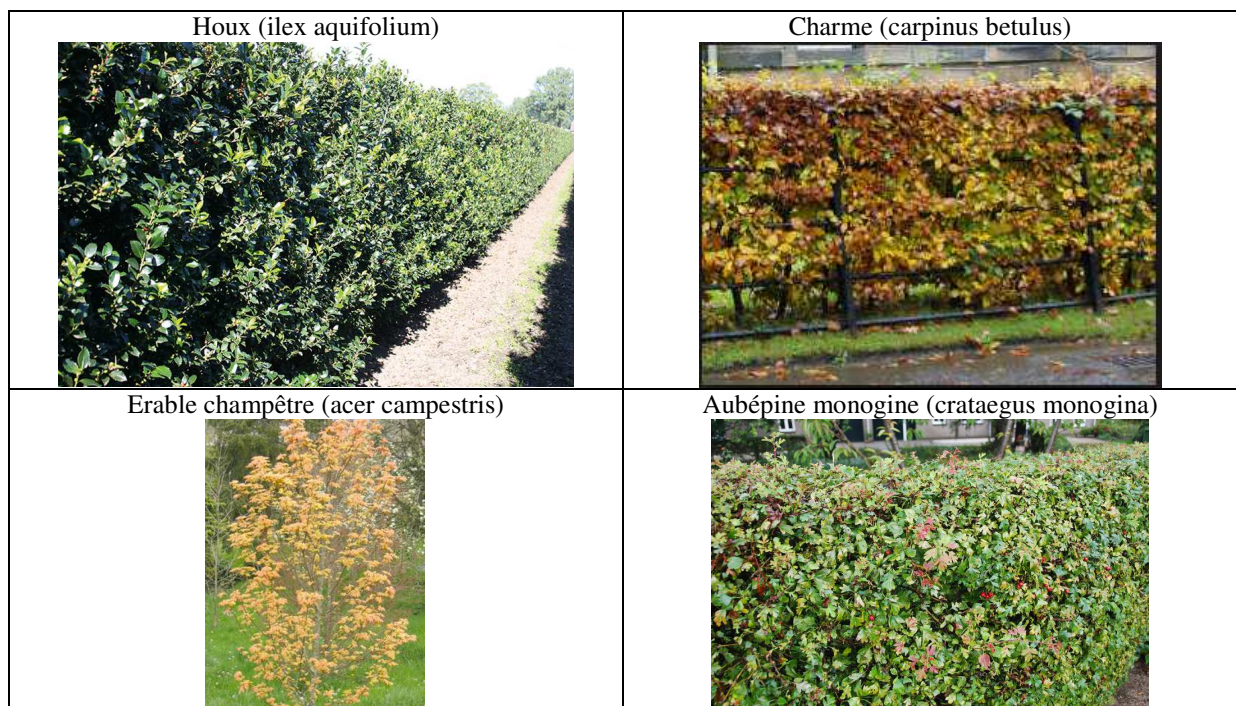 Houx (ilex aquifolium)
Charme (carpinus betulus)
Erable champêtre (acer campestris)
Aubépine monogine (crataegus monogina)